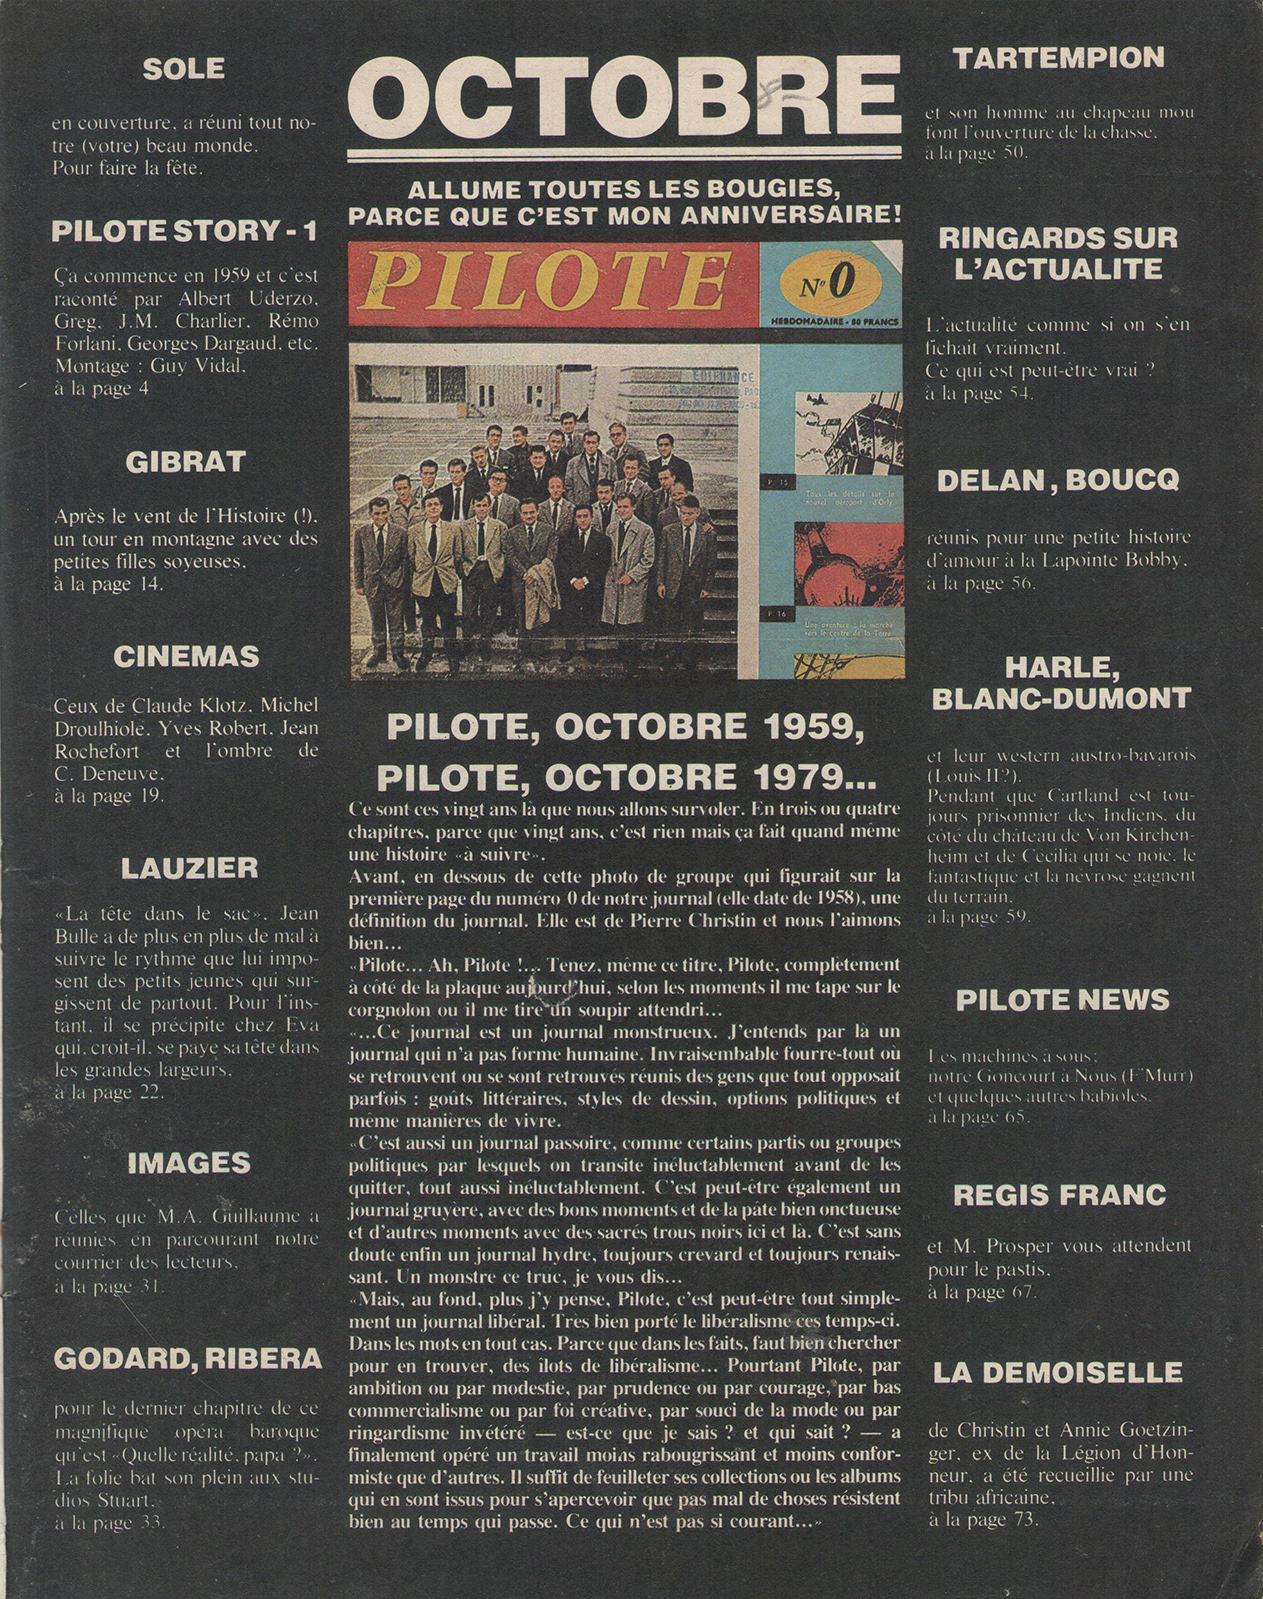 SOLE
en couverture, a réuni tout no-
tre (votre) beau monde.
Pour faire la fête.
PILOTE STORY - 1
Ça commence en 1959 et c'est
raconté par Albert Uderzo,
Greg, J.M. Charlier, Rémo
Forlani, Georges Dargaud, etc.
Montage : Guy Vidal.
à la page 4
GIBRAT
Après le vent de l'Histoire (!),
un tour en montagne avec des
petites filles soyeuses.
à la page 14.
CINEMAS
Ceux de Claude Klotz, Michel
Droulhiole, Yves Robert, Jean
Rochefort et l'ombre de
C. Deneuve.
à la page 19.
LAUZIER
«La tête dans le sac». Jean
Bulle a de plus en plus de mal à
suivre le rythme que lui impo-
sent des petits jeunes qui sur-
gissent de partout. Pour l'ins-
tant, il se précipite chez Eva
qui, croit-il, se paye sa tête dans
les grandes largeurs.
à la page 22.
IMAGES
Celles que M.A. Guillaume a
réunies en parcourant notre
courrier des lecteurs.
à la page 31.
GODARD, RIBERA
pour le dernier chapitre de ce
magnifique opéra baroque
qu'est «Quelle réalité, papa ?».
La folie bat son plein aux stu-
dios Stuart.
à la page 33.
OCTOBRE
ALLUME TOUTES LES BOUGIES,
PARCE QUE C'EST MON ANNIVERSAIRE!
PILOTE
N° 0
HEBDOMADAIRE - 80 FRANCS
EDIFRANCE
P. 15
Tous les détails sur le
nouvel aéroport d'Orly.
P. 16
Une aventure : la marche
vers le centre de la Terre
PILOTE, OCTOBRE 1959,
PILOTE, OCTOBRE 1979...
Ce sont ces vingt ans là que nous allons survoler. En trois ou quatre
chapitres, parce que vingt ans, c'est rien mais ça fait quand même
une histoire «à suivre».
Avant, en dessous de cette photo de groupe qui figurait sur la
première page du numéro 0 de notre journal (elle date de 1958), une
définition du journal. Elle est de Pierre Christin et nous l'aimons
bien...
«Pilote... Ah, Pilote !... Tenez, même ce titre, Pilote, complètement
à côté de la plaque aujourd'hui, selon les moments il me tape sur le
corgnolon ou il me tire un soupir attendri...
«...Ce journal est un journal monstrueux. J'entends par là un
journal qui n'a pas forme humaine. Invraisembable fourre-tout où
se retrouvent ou se sont retrouvés réunis des gens que tout opposait
parfois : goûts littéraires, styles de dessin, options politiques et
même manières de vivre.
«C'est aussi un journal passoire, comme certains partis ou groupes
politiques par lesquels on transite inéluctablement avant de les
quitter, tout aussi inéluctablement. C'est peut-être également un
journal gruyère, avec des bons moments et de la pâte bien onctueuse
et d'autres moments avec des sacrés trous noirs ici et là. C'est sans
doute enfin un journal hydre, toujours crevard et toujours renais-
sant. Un monstre ce truc, je vous dis...
«Mais, au fond, plus j'y pense, Pilote, c'est peut-être tout simple-
ment un journal libéral. Très bien porté le libéralisme ces temps-ci.
Dans les mots en tout cas. Parce que dans les faits, faut bien chercher
pour en trouver, des îlots de libéralisme... Pourtant Pilote, par
ambition ou par modestie, par prudence ou par courage, par bas
commercialisme ou par foi créative, par souci de la mode ou par
ringardisme invétéré — est-ce que je sais ? et qui sait ? — a
finalement opéré un travail moins rabougrissant et moins confor-
miste que d'autres. Il suffit de feuilleter ses collections ou les albums
qui en sont issus pour s'apercevoir que pas mal de choses résistent
bien au temps qui passe. Ce qui n'est pas si courant...»
TARTEMPION
et son homme au chapeau mou
font l'ouverture de la chasse.
à la page 50.
RINGARDS SUR
L'ACTUALITE
L'actualité comme si on s'en
fichait vraiment.
Ce qui est peut-être vrai ?
à la page 54.
DELAN, BOUCQ
réunis pour une petite histoire
d'amour à la Lapointe Bobby.
à la page 56.
HARLE,
BLANC-DUMONT
et leur western austro-bavarois
(Louis II?).
Pendant que Cartland est tou-
jours prisonnier des Indiens, du
côté du château de Von Kirchen-
heim et de Cecilia qui se noie, le
fantastique et la névrose gagnent
du terrain.
à la page 59.
PILOTE NEWS
Les machines à sous ;
notre Goncourt à Nous (F'Murr)
et quelques autres babioles.
à la page 65.
REGIS FRANC
et M. Prosper vous attendent
pour le pastis.
à la page 67.
LA DEMOISELLE
de Christin et Annie Goetzin-
ger, ex de la Légion d'Hon-
neur, a été recueillie par une
tribu africaine.
à la page 73.